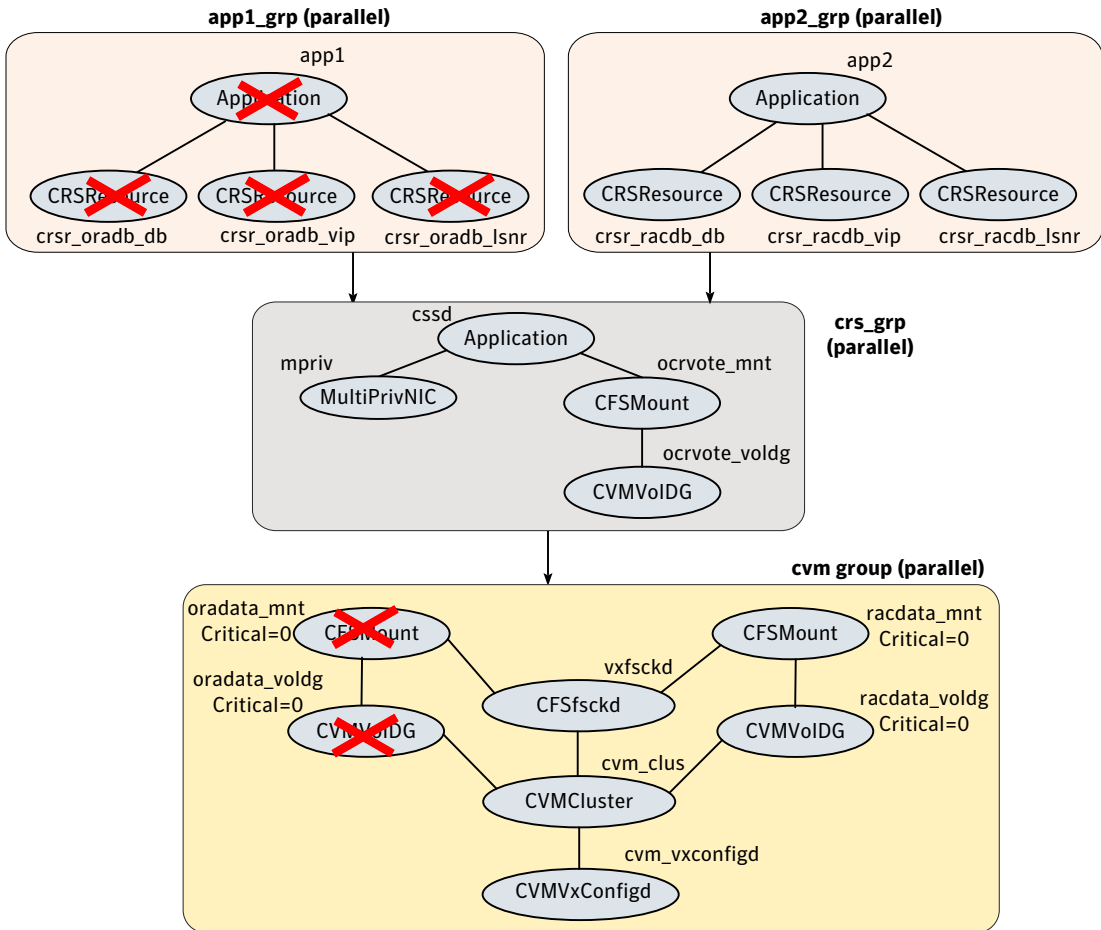 app1_grp (parallel)
app2_grp (parallel)
app1
Application
app2
Application
CRSResource
CRSResource
CRSResource
crsr_oradb_db
crsr_oradb_vip
crsr_oradb_lsnr
CRSResource
CRSResource
CRSResource
crsr_racdb_db
crsr_racdb_vip
crsr_racdb_lsnr
crs_grp
(parallel)
cssd
Application
mpriv
MultiPrivNIC
ocrvote_mnt
CFSMount
ocrvote_voldg
CVMVolDG
cvm group (parallel)
oradata_mnt
Critical=0
CFSMount
racdata_mnt
Critical=0
CFSMount
oradata_voldg
Critical=0
CVMVolDG
vxfsckd
CFSfsckd
racdata_voldg
Critical=0
CVMVolDG
cvm_clus
CVMCluster
cvm_vxconfigd
CVMVxConfigd